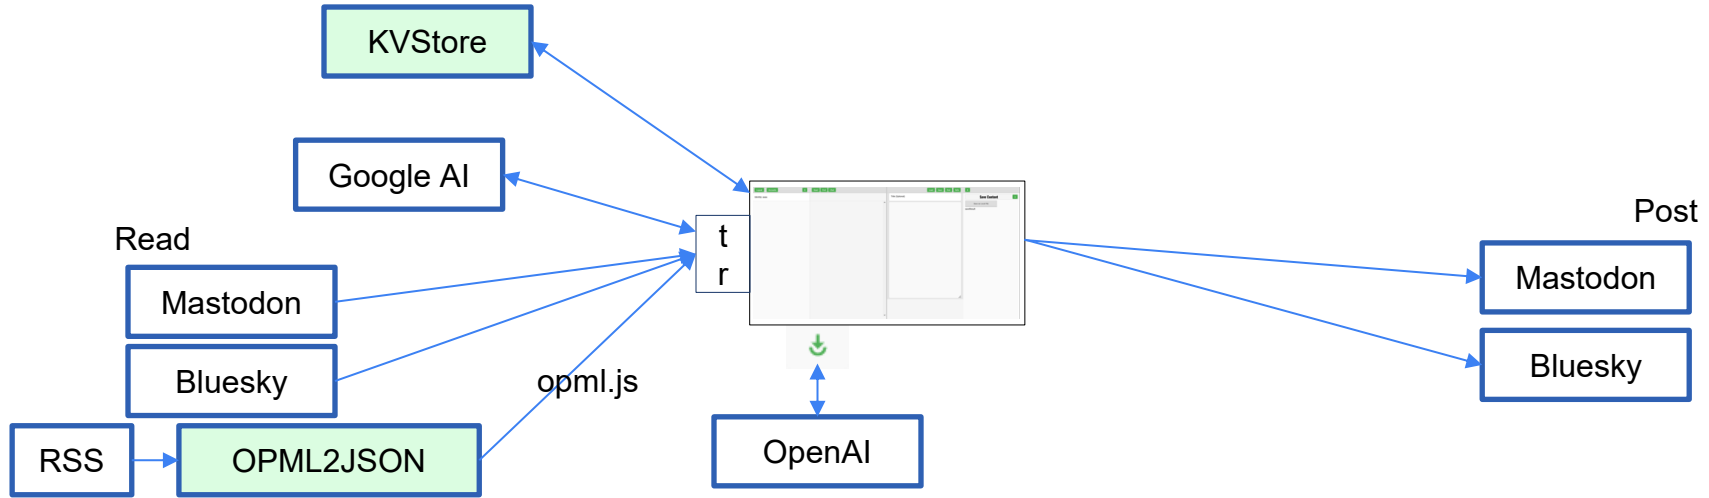 KVStore
Google AI
Read
Mastodon
Bluesky
RSS
OPML2JSON
opml.js
t
r
OpenAI
Post
Mastodon
Bluesky